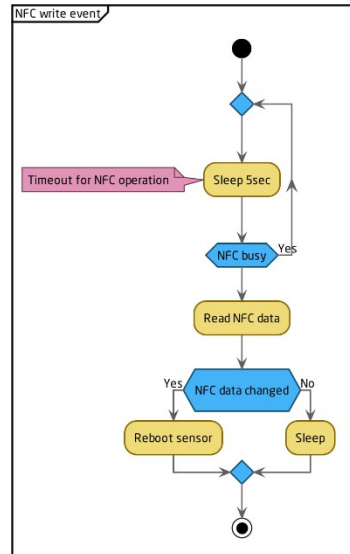 NFC write event
Timeout for NFC operation
Sleep 5sec
NFC busy
Yes
Read NFC data
Yes
NFC data changed
No
Reboot sensor
Sleep